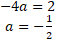 −4a = 2
a = −1/2